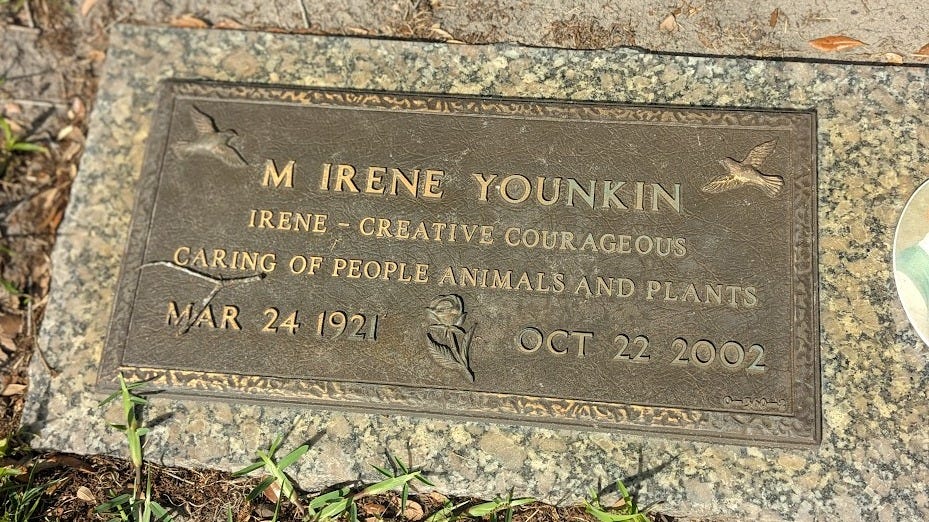 M IRENE YOUNKIN
IRENE - CREATIVE COURAGEOUS
CARING OF PEOPLE ANIMALS AND PLANTS
MAR 24 1921 OCT 22 2002